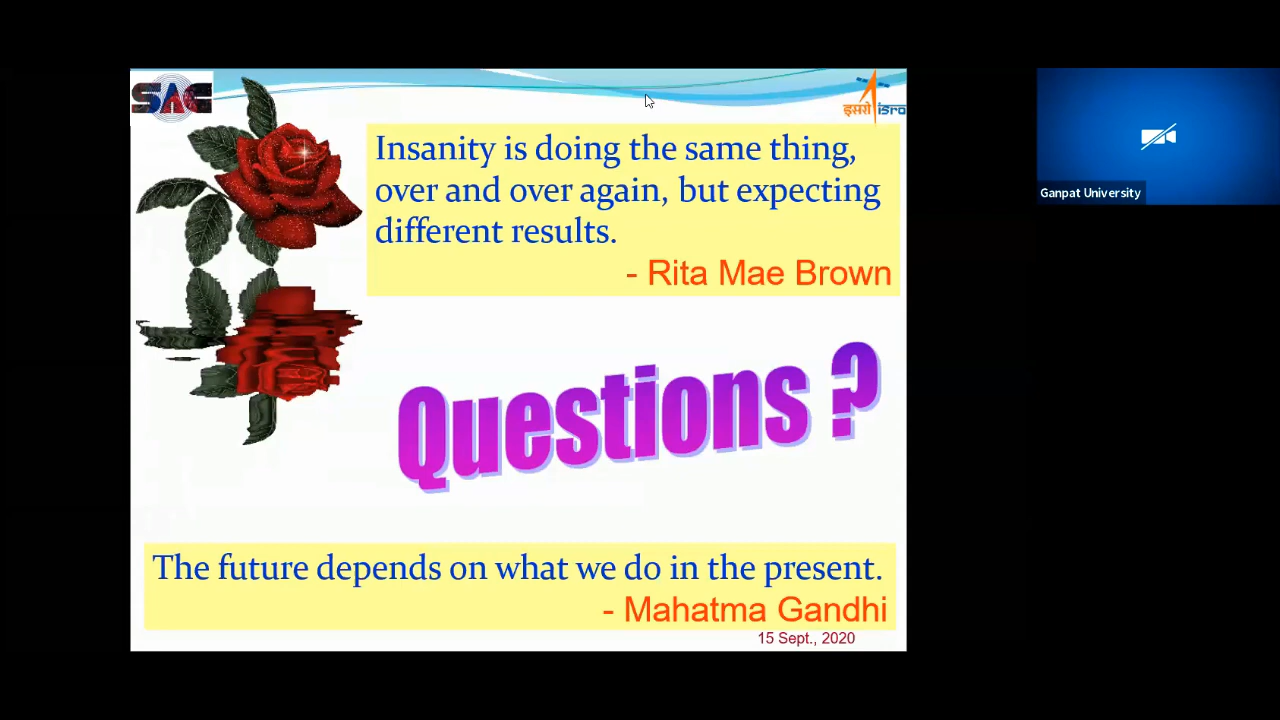 SAC
इसरो isro
Insanity is doing the same thing,
over and over again, but expecting
different results.
- Rita Mae Brown
Questions ?
The future depends on what we do in the present.
- Mahatma Gandhi
15 Sept., 2020
Ganpat University